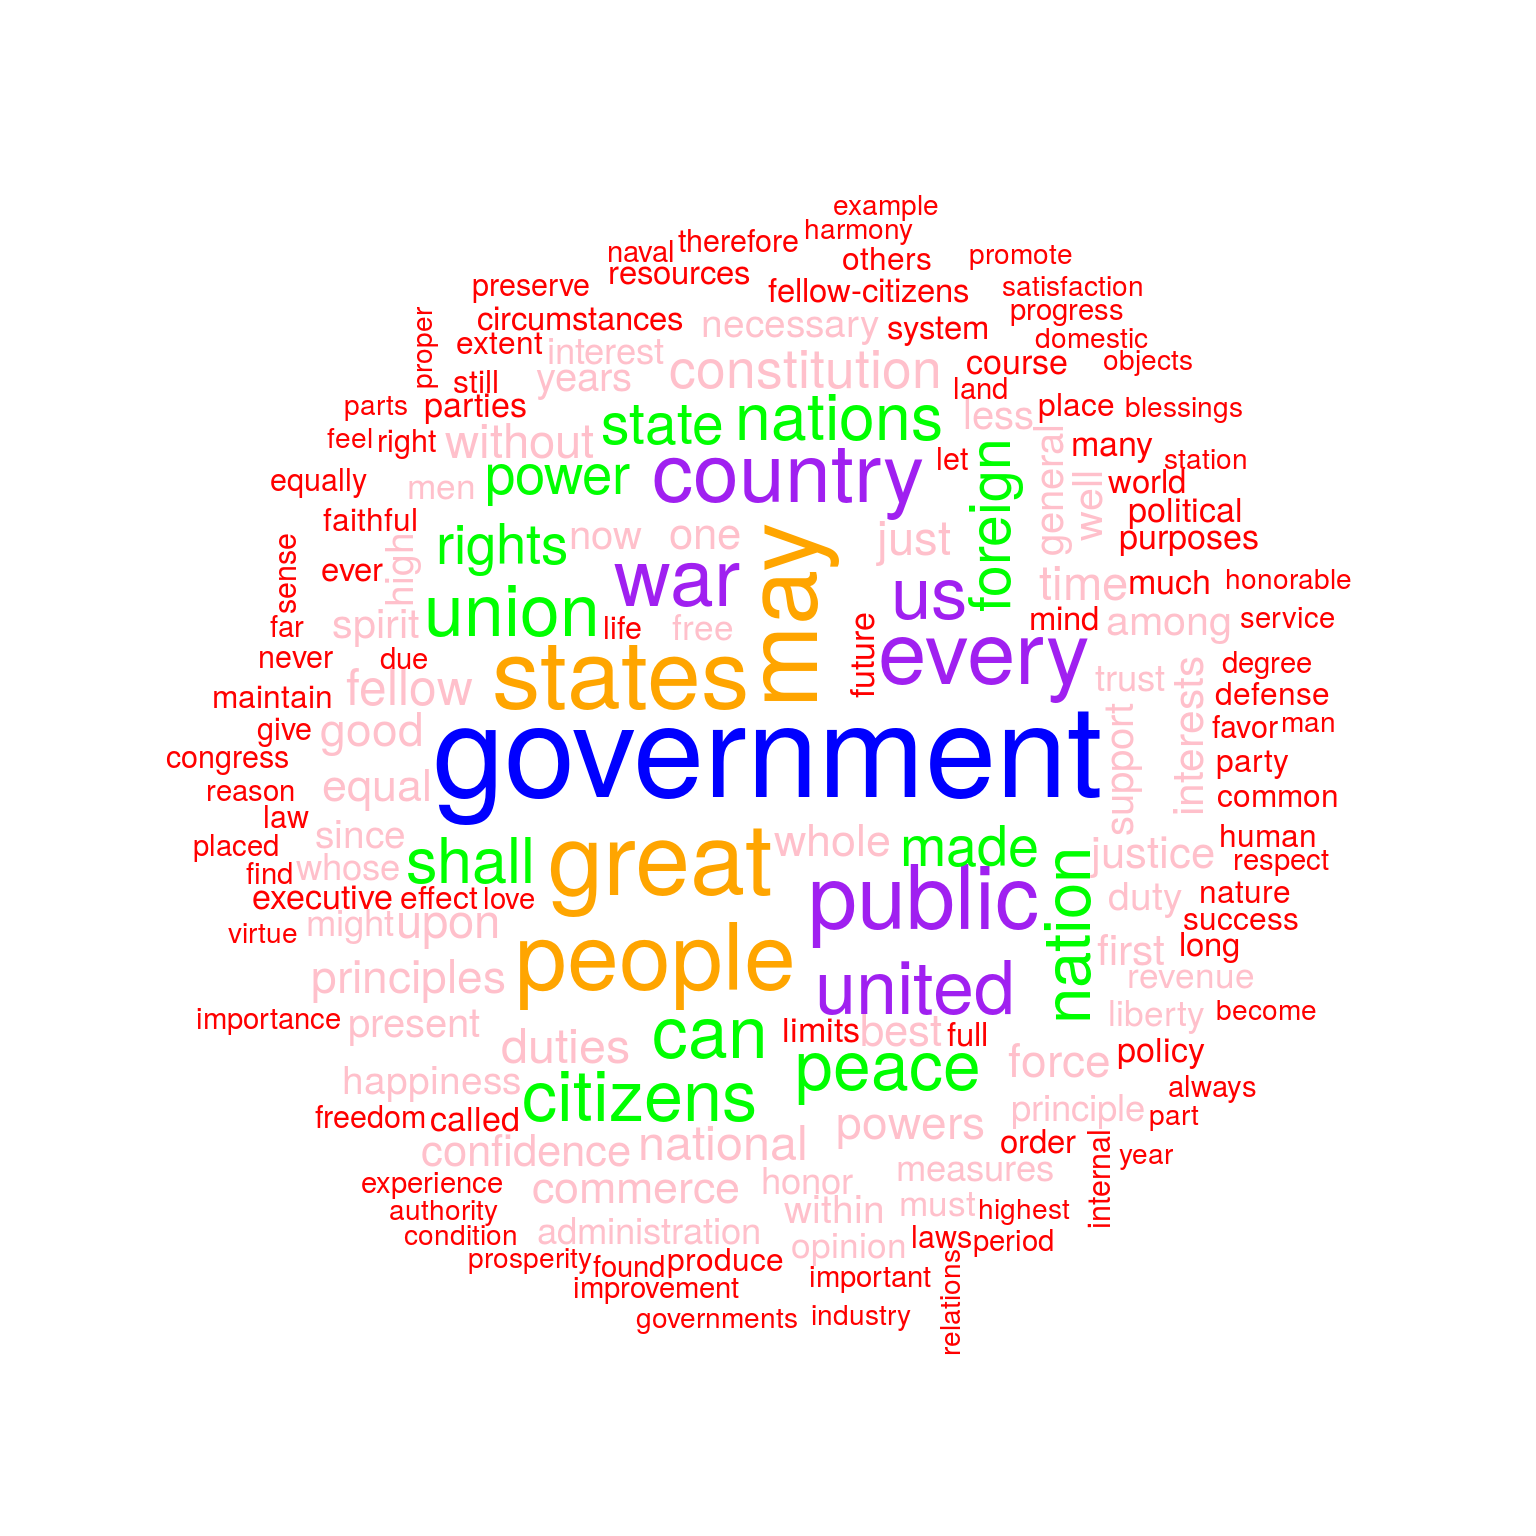 example
harmony
naval therefore
others promote
resources
preserve fellow-citizens satisfaction
circumstances necessary system progress
proper extent interest domestic
constitution course objects
still years land
parts parties less place blessings
state nations
feel right without general many
let station
power country foreign well world
equally men
faithful political
now one just purposes
rights
high
sense ever war may us time much honorable
union
far spirit life free mind among service
never due future every
states trust degree
maintain fellow interests defense
give good support favor man
congress government party
reason equal common
law
since whole made human
placed shall great justice respect
find whose
executive effect love public nation duty nature
virtue might upon success
people first long
principles united revenue
importance present liberty become
can limits best full
duties force policy
happiness peace
citizens always
freedom called principle part
powers
confidence national order internal year
experience honor measures
commerce
authority within must highest
condition administration laws period
opinion
prosperity found produce
improvement important relations
governments industry